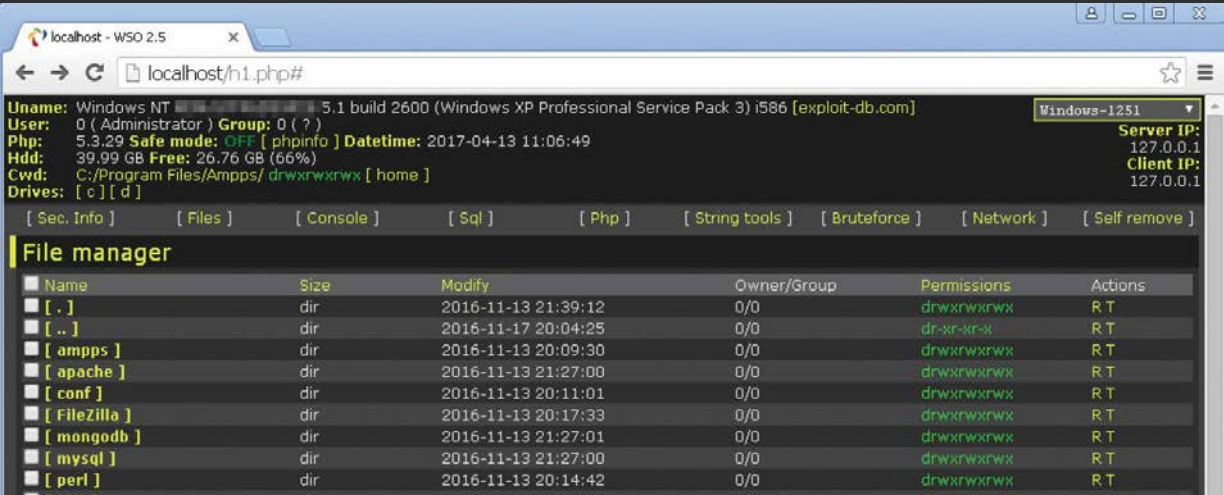 localhost - WSO 2.5
localhost/h1.php#
Uname: Windows NT 5.1 build 2600 (Windows XP Professional Service Pack 3) i586 [exploit-db.com] Windows-1251
User: 0 ( Administrator ) Group: 0 ( ? ) Server IP:
Php: 5.3.29 Safe mode: OFF [ phpinfo ] Datetime: 2017-04-13 11:06:49 127.0.0.1
Hdd: 39.99 GB Free: 26.76 GB (66%) Client IP:
Cwd: C:/Program Files/Ampps/ drwxrwxrwx [ home ] 127.0.0.1
Drives: [ c ] [ d ]
[ Sec. Info ] [ Files ] [ Console ] [ Sql ] [ Php ] [ String tools ] [ Bruteforce ] [ Network ] [ Self remove ]
File manager
Name Size Modify Owner/Group Permissions Actions
[ . ] dir 2016-11-13 21:39:12 0/0 drwxrwxrwx R T
[ .. ] dir 2016-11-17 20:04:25 0/0 dr-xr-xr-x R T
[ ampps ] dir 2016-11-13 20:09:30 0/0 drwxrwxrwx R T
[ apache ] dir 2016-11-13 21:27:00 0/0 drwxrwxrwx R T
[ conf ] dir 2016-11-13 20:11:01 0/0 drwxrwxrwx R T
[ FileZilla ] dir 2016-11-13 20:17:33 0/0 drwxrwxrwx R T
[ mongodb ] dir 2016-11-13 21:27:01 0/0 drwxrwxrwx R T
[ mysql ] dir 2016-11-13 21:27:00 0/0 drwxrwxrwx R T
[ perl ] dir 2016-11-13 20:14:42 0/0 drwxrwxrwx R T